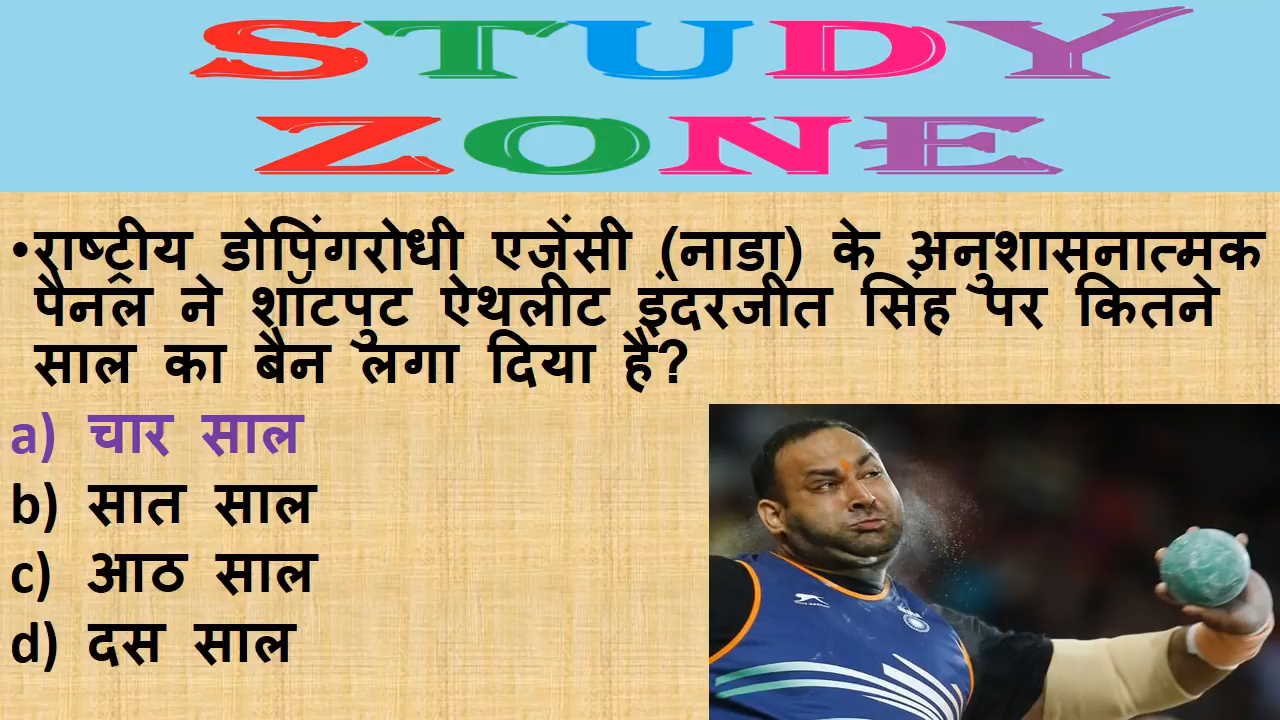 STUDY
ZONE
•राष्ट्रीय डोपिंगरोधी एजेंसी (नाडा) के अनुशासनात्मक
पैनल ने शॉटपुट ऐथलीट इंदरजीत सिंह पर कितने
साल का बैन लगा दिया है?
a) चार साल
b) सात साल
c) आठ साल
d) दस साल